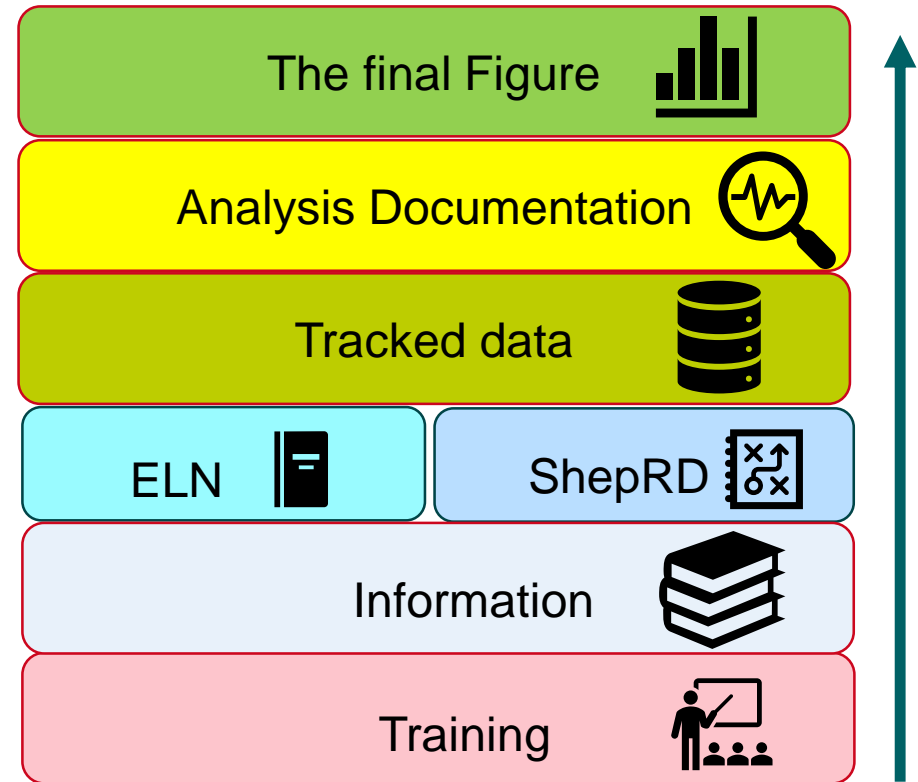 The final Figure
Analysis Documentation
Tracked data
ELN
ShepRD
Information
Training